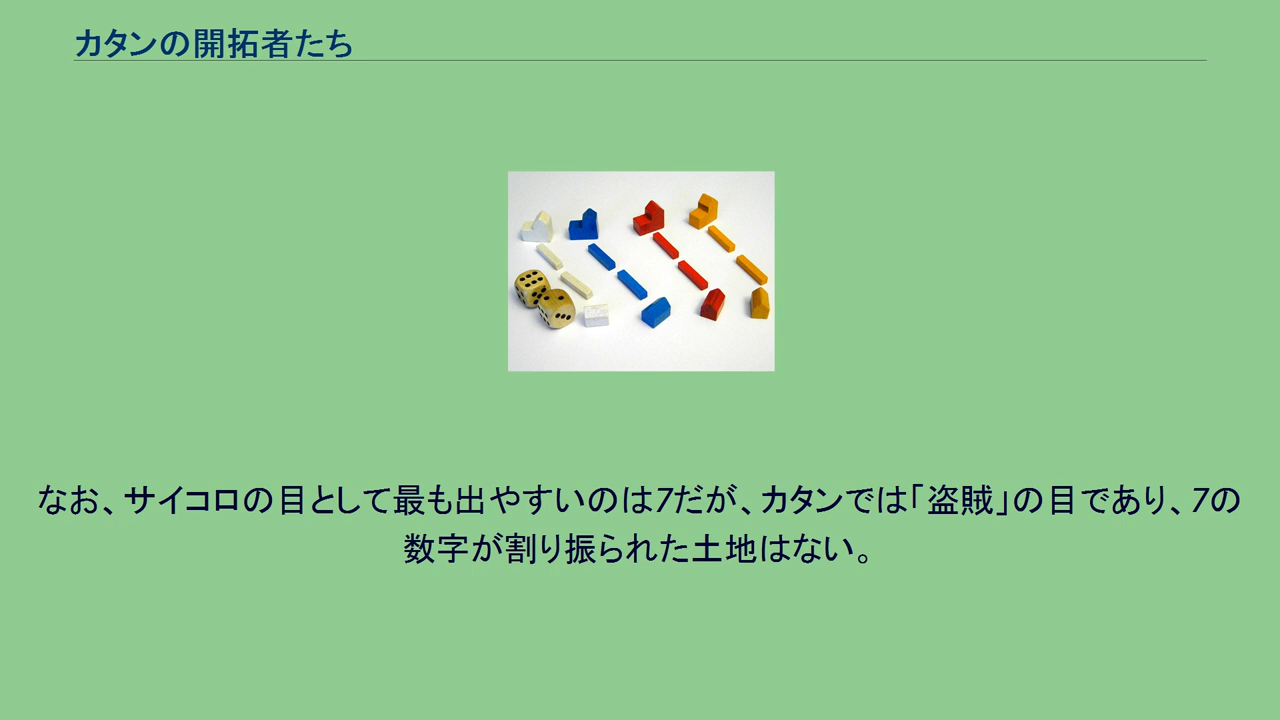 カタンの開拓者たち
なお、サイコロの目として最も出やすいのは7だが、カタンでは「盗賊」の目であり、7の
数字が割り振られた土地はない。